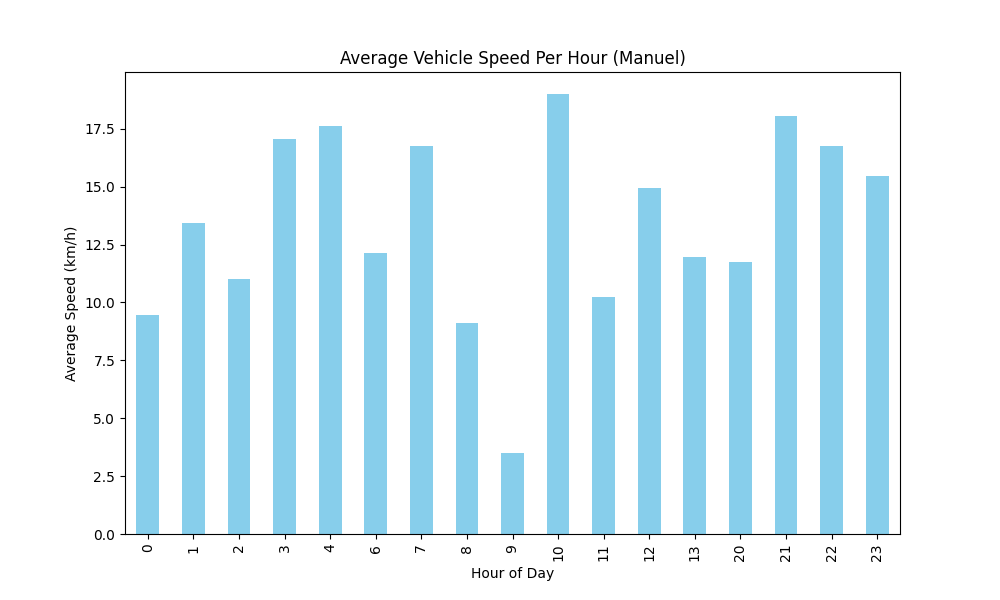 Average Vehicle Speed Per Hour (Manuel)
Average Speed (km/h)
17.5
15.0
12.5
10.0
7.5
5.0
2.5
0.0
0 1 2 3 4 6 7 8 9 10 11 12 13 20 21 22 23
Hour of Day